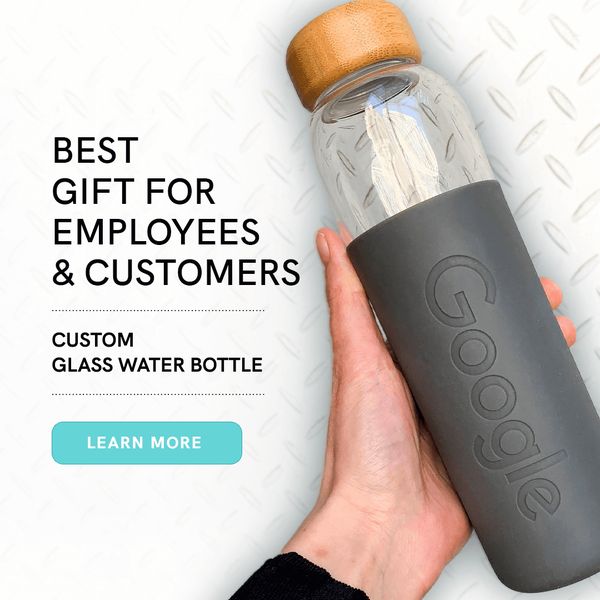 BEST
GIFT FOR
EMPLOYEES
& CUSTOMERS
CUSTOM
GLASS WATER BOTTLE
LEARN MORE
Google